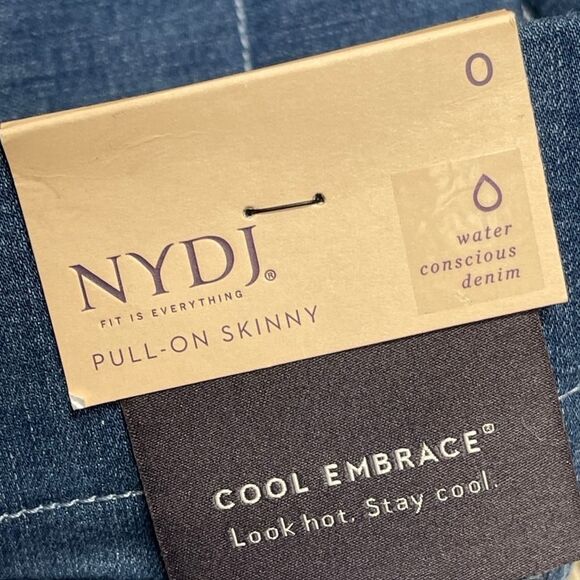 0
NYDJ®
FIT IS EVERYTHING
PULL-ON SKINNY
water
conscious
denim
COOL EMBRACE®
Look hot. Stay cool.